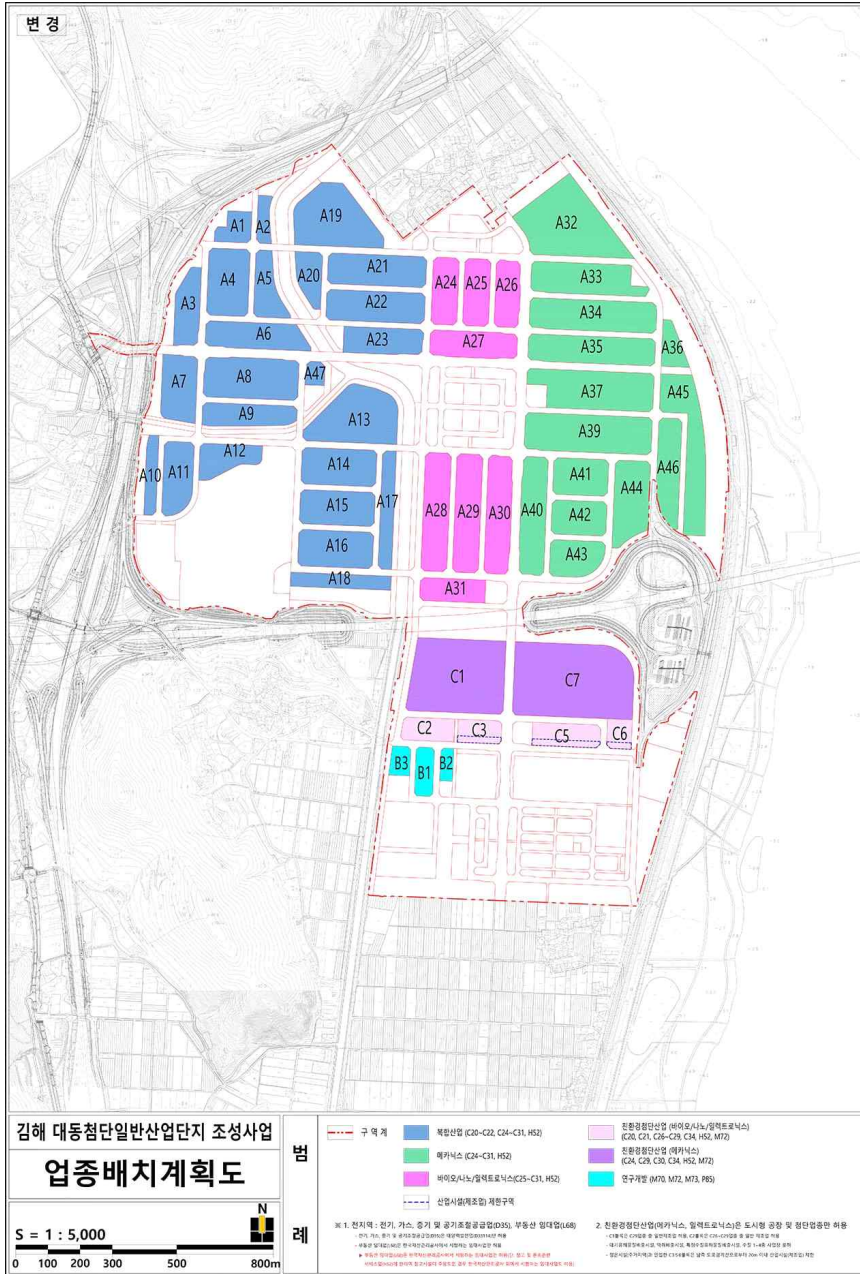 변경
A19
A32
A1 A2
A24 A25 A26
A21
A33
A3 A4 A5 A20
A22
A34
A6
A23
A27
A35
A36
A7 A8 A47
A37
A45
A9
A13
A39
A10 A11 A12
A14
A17
A28 A29 A30
A40
A41
A44
A46
A15
A42
A16
A43
A18
A31
C1
C7
C2 C3 C5 C6
B3 B1 B2
김해 대동첨단일반산업단지 조성사업
업종배치계획도
S = 1 : 5,000
N
0 100 200 300 500 800m
범
례
구 역 계
복합산업 (C20~C22, C24~C31, H52)
메카닉스 (C24~C31, H52)
바이오/나노/일렉트로닉스(C25~C31, H52)
산업시설(제조업) 제한구역
친환경첨단산업 (바이오/나노/일렉트로닉스)
(C20, C21, C26~C29, C34, H52, M72)
친환경첨단산업 (메카닉스)
(C24, C29, C30, C34, H52, M72)
연구개발 (M70, M72, M73, P85)
※ 1. 전지역 : 전기, 가스, 증기 및 공기조절공급업(D35), 부동산 임대업(L68)
2. 친환경첨단산업(메카닉스, 일렉트로닉스)은 도시형 공장 및 첨단업종만 허용